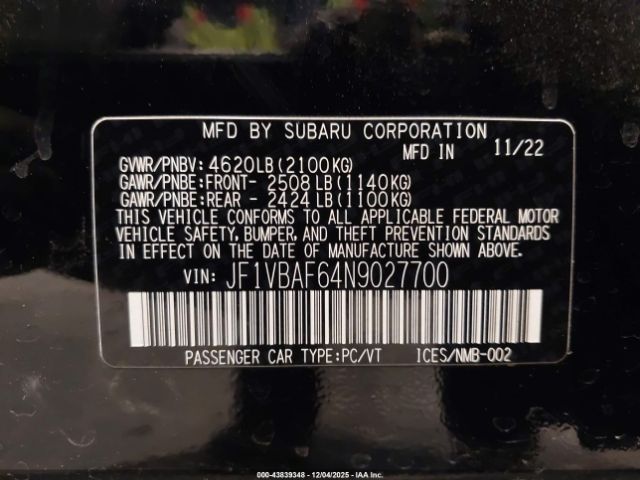 MFD BY SUBARU CORPORATION
MFD IN 11/22
GVWR/PNBV: 4620LB(2100KG)
GAWR/PNBE:FRONT- 2508 LB(1140KG)
GAWR/PNBE:REAR - 2424 LB(1100KG)
THIS VEHICLE CONFORMS TO ALL APPLICABLE FEDERAL MOTOR
VEHICLE SAFETY, BUMPER, AND THEFT PREVENTION STANDARDS
IN EFFECT ON THE DATE OF MANUFACTURE SHOWN ABOVE.
VIN: JF1VBAF64N9027700
PASSENGER CAR TYPE:PC/VT ICES/NMB-002
000-43839348 - 12/04/2025 - IAA Inc.